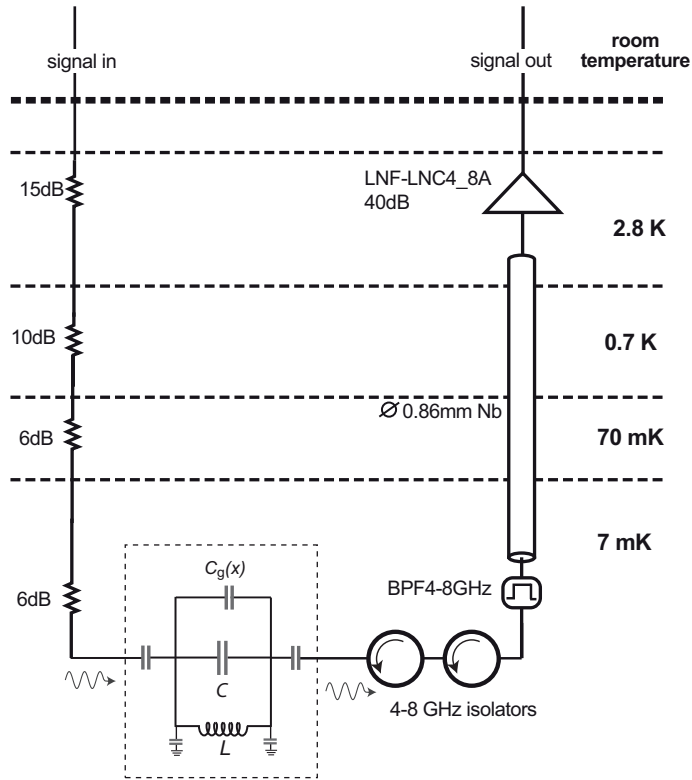 signal in
signal out
room
temperature
15dB
LNF-LNC4_8A
40dB
2.8 K
10dB
0.7 K
6dB
⌀ 0.86mm Nb
70 mK
7 mK
6dB
Cg(x)
BPF4-8GHz
C
L
4-8 GHz isolators